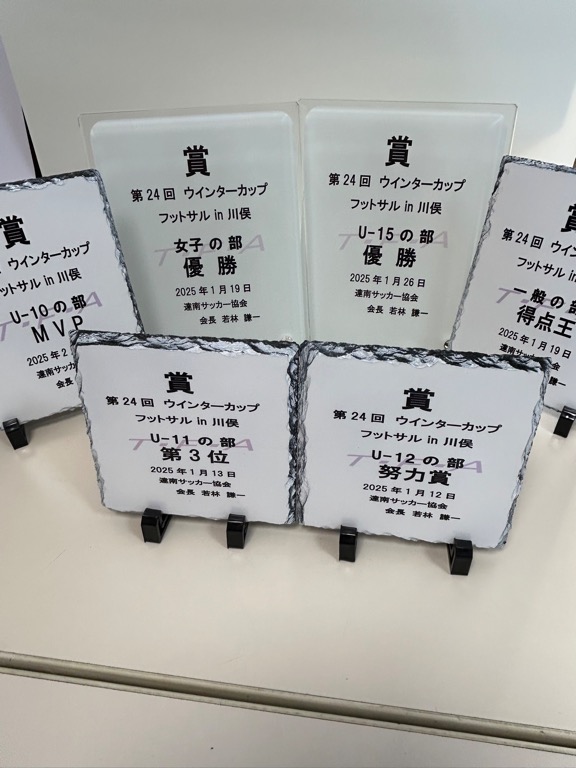 賞
第24回 ウインターカップ
フットサル in 川俣
女子の部
優勝
2025年1月19日
達南サッカー協会
会長 若林 謙一
賞
第24回 ウインターカップ
フットサル in 川俣
U-15の部
優勝
2025年1月26日
達南サッカー協会
会長 若林 謙一
賞
ウインターカップ
フットサル in 川俣
U-10の部
MVP
2025年2
達南サッカ
会長
賞
第24回 ウインターカ
フットサル in 川
一般の部
得点王
2025年1月19日
達南サッ
会長
賞
第24回 ウインターカップ
フットサル in 川俣
U-11の部
第3位
2025年1月13日
達南サッカー協会
会長 若林 謙一
賞
第24回 ウインターカップ
フットサル in 川俣
U-12の部
努力賞
2025年1月12日
達南サッカー協会
会長 若林 謙一